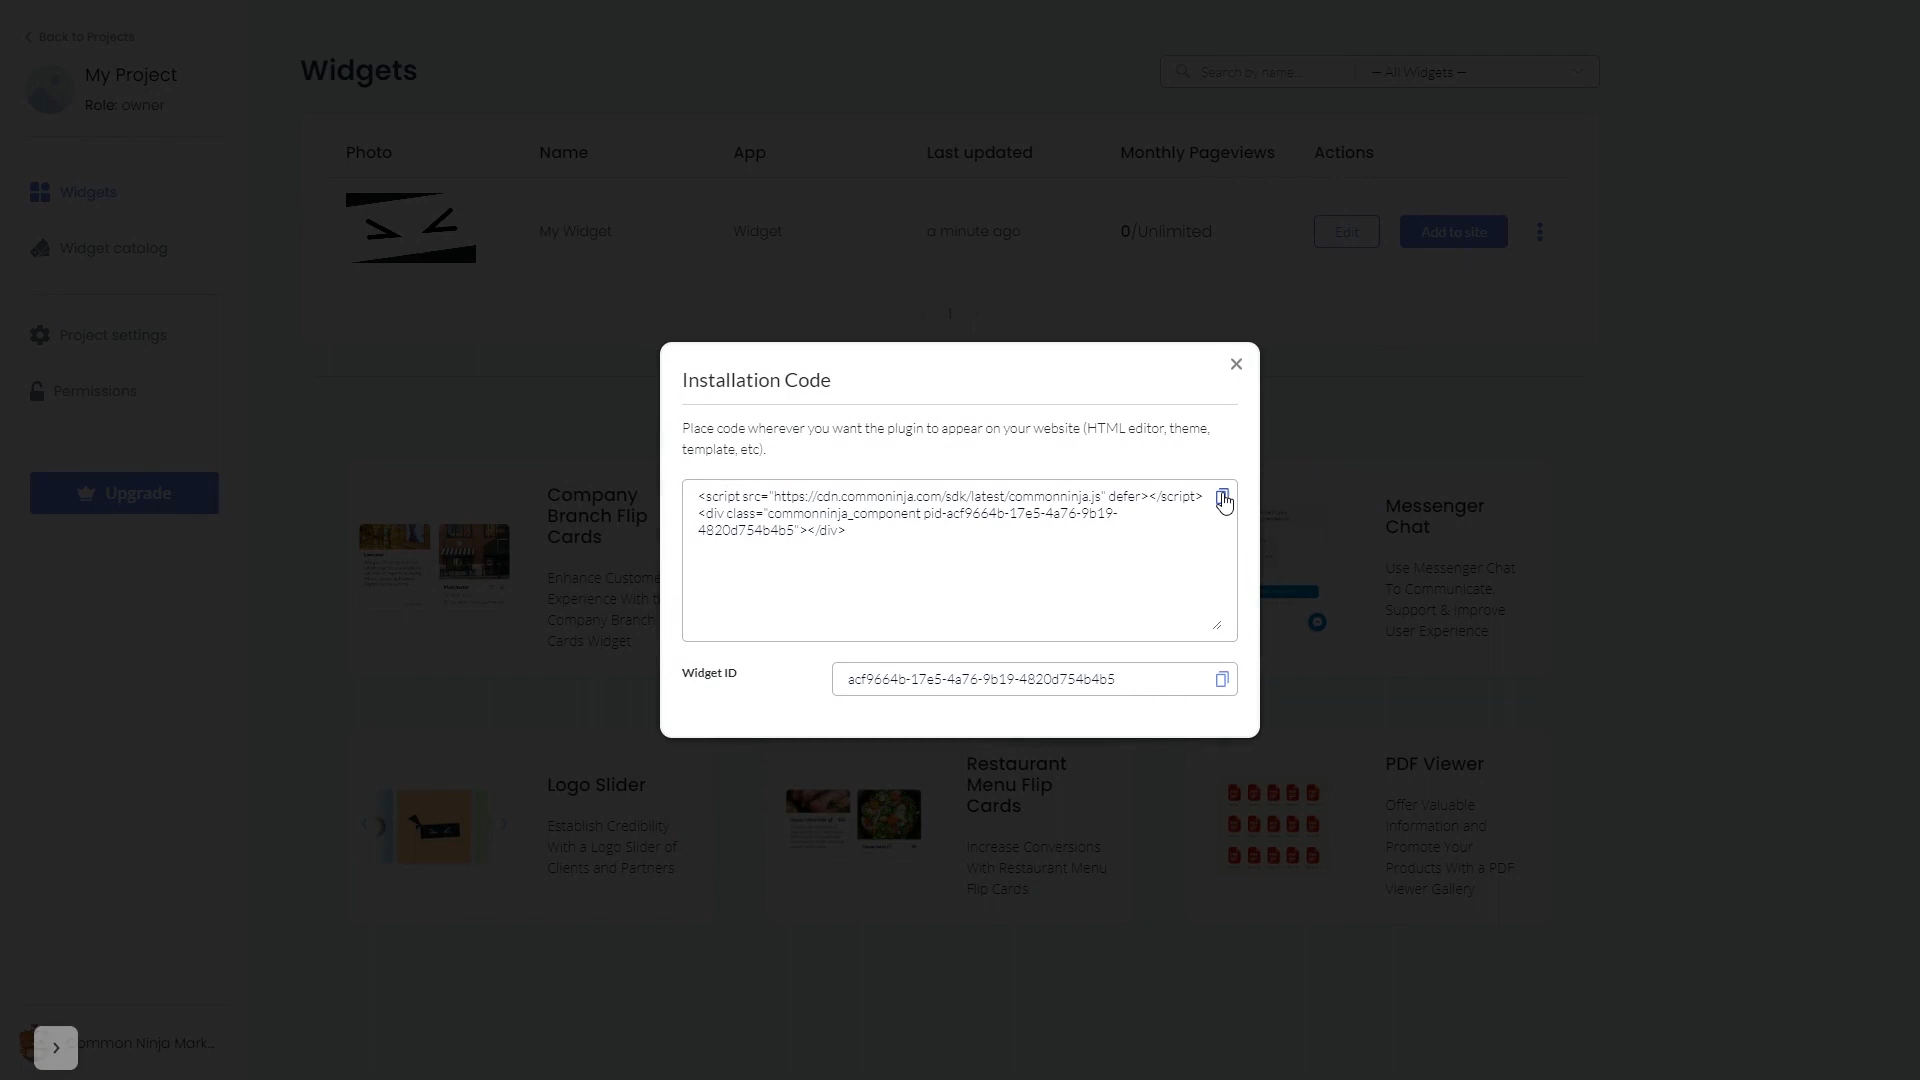 Back to Projects
My Project
Role: owner
Widgets
Widget catalog
Project settings
Permissions
Upgrade
Widgets
Search by name...
— All Widgets —
Photo
Name
App
Last updated
Monthly Pageviews
Actions
My Widget
Widget
a minute ago
0/Unlimited
Edit
Add to site
1
Installation Code
Place code wherever you want the plugin to appear on your website (HTML editor, theme,
template, etc).
<script src="https://cdn.commoninja.com/sdk/latest/commonninja.js" defer></script>
<div class="commonninja_component pid-acf9664b-17e5-4a76-9b19-
4820d754b4b5"></div>
Widget ID
acf9664b-17e5-4a76-9b19-4820d754b4b5
Company
Branch Flip
Cards
Enhance Custome
Experience With
Company Branch
Cards Widget
Messenger
Chat
Use Messenger Chat
To Communicate,
Support & Improve
User Experience
Logo Slider
Establish Credibility
With a Logo Slider of
Clients and Partners
Restaurant
Menu Flip
Cards
Increase Conversions
With Restaurant Menu
Flip Cards
PDF Viewer
Offer Valuable
Information and
Promote Your
Products With a PDF
Viewer Gallery
ommon Ninja Mark...